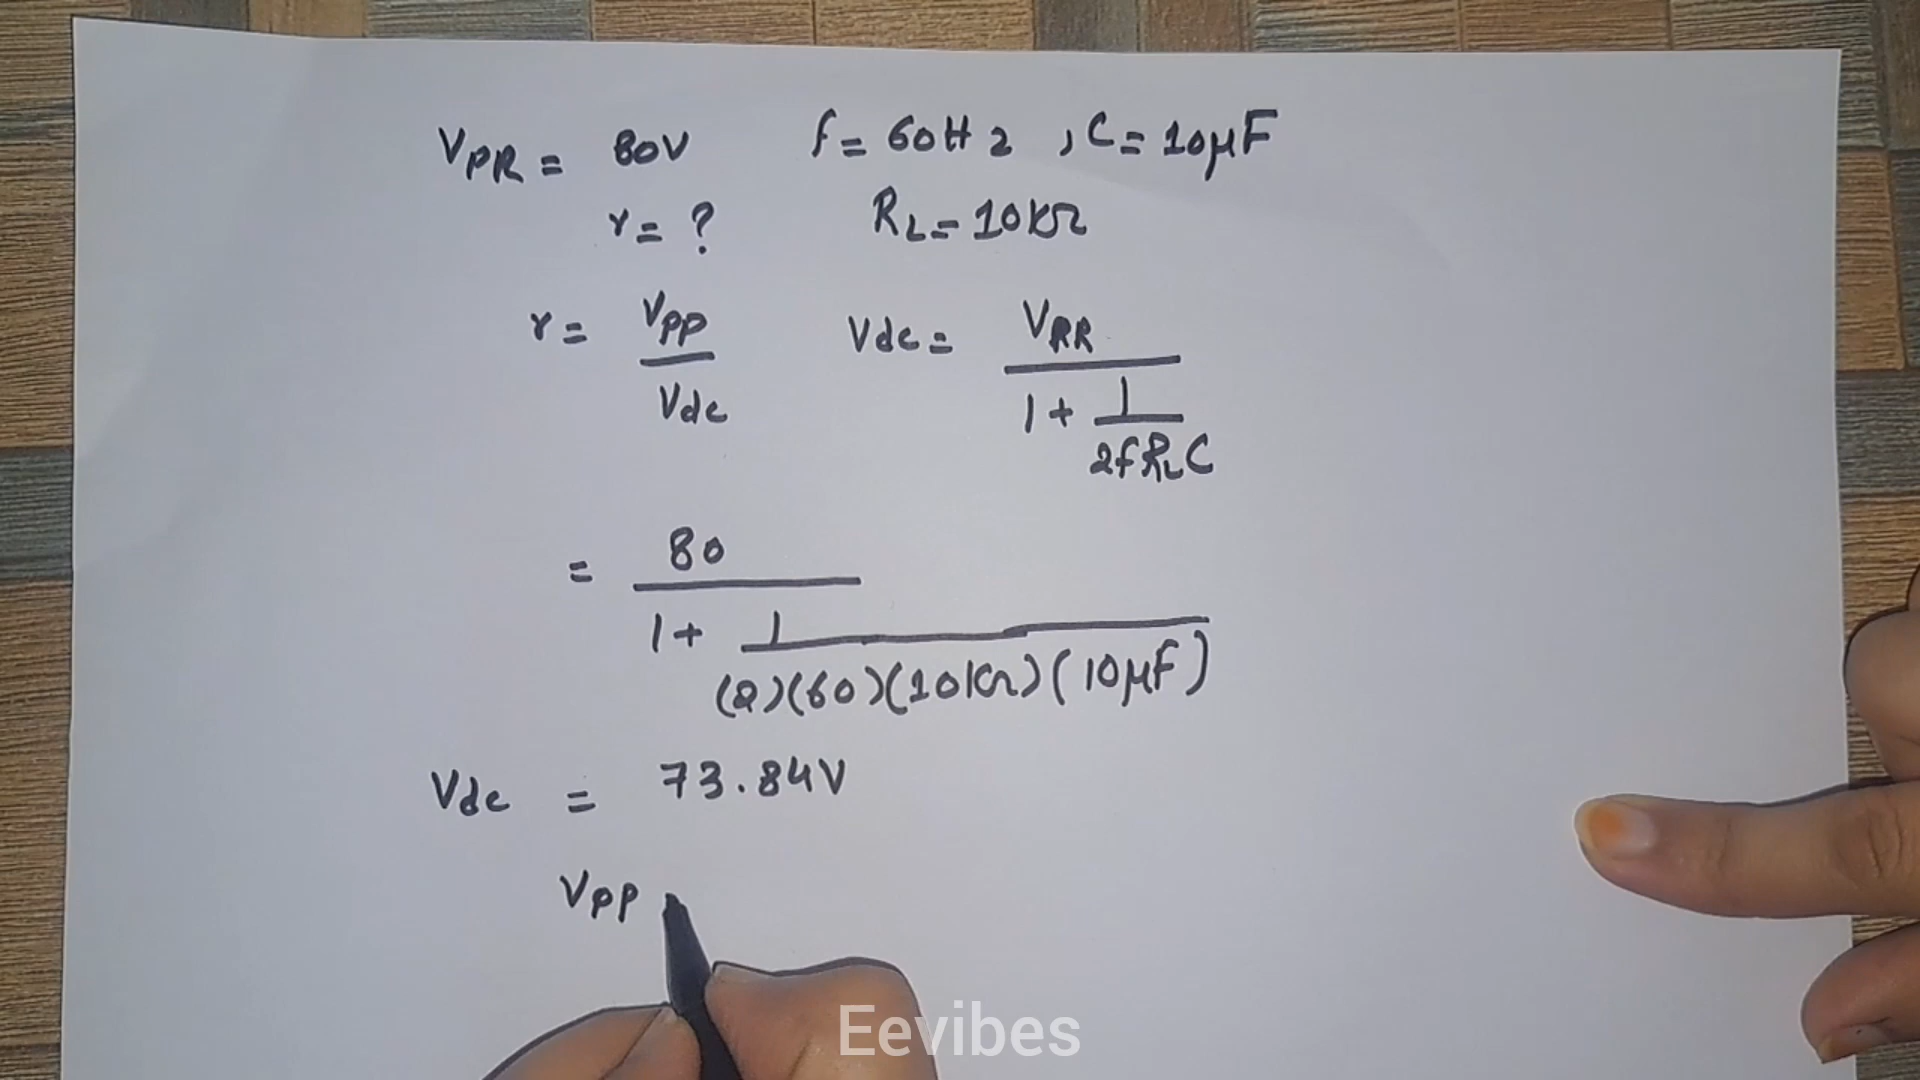 VPR = 80V f = 60Hz , C = 10μF
r = ? RL = 10kΩ
r = Vpp / Vdc Vdc = VRR / 1 + 1 / 2fRLC
= 80 / 1 + 1 / (2)(60)(10kΩ)(10μF)
Vdc = 73.84V
Vpp
Eevibes